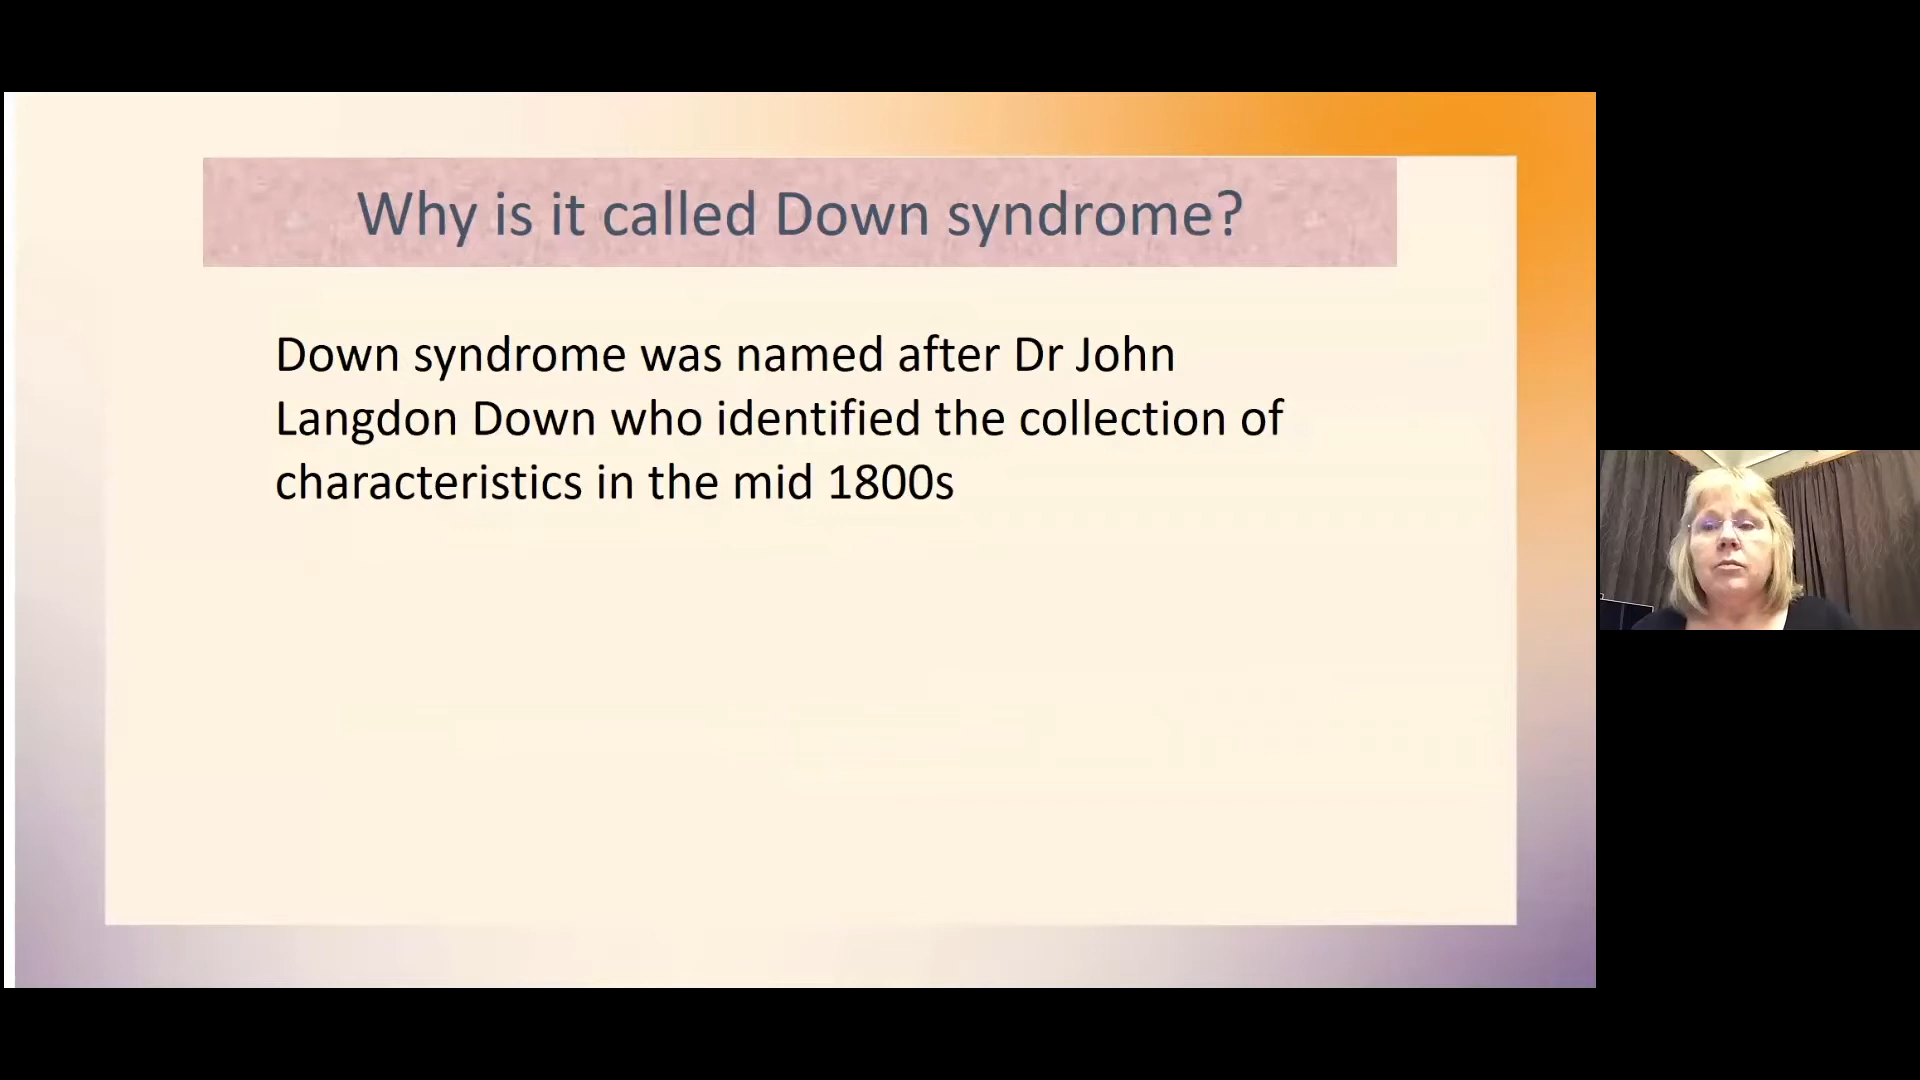 Why is it called Down syndrome?
Down syndrome was named after Dr John
Langdon Down who identified the collection of
characteristics in the mid 1800s